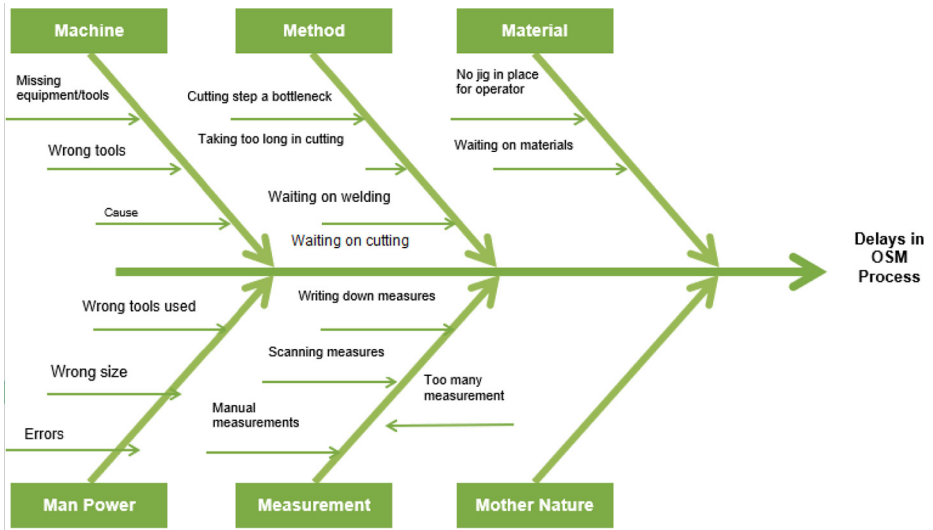 Machine
Method
Material
Missing
equipment/tools
Wrong tools
Cause
Cutting step a bottleneck
Taking too long in cutting
Waiting on welding
Waiting on cutting
No jig in place
for operator
Waiting on materials
Delays in
OSM
Process
Wrong tools used
Wrong size
Errors
Writing down measures
Scanning measures
Manual
measurements
Too many
measurement
Man Power
Measurement
Mother Nature